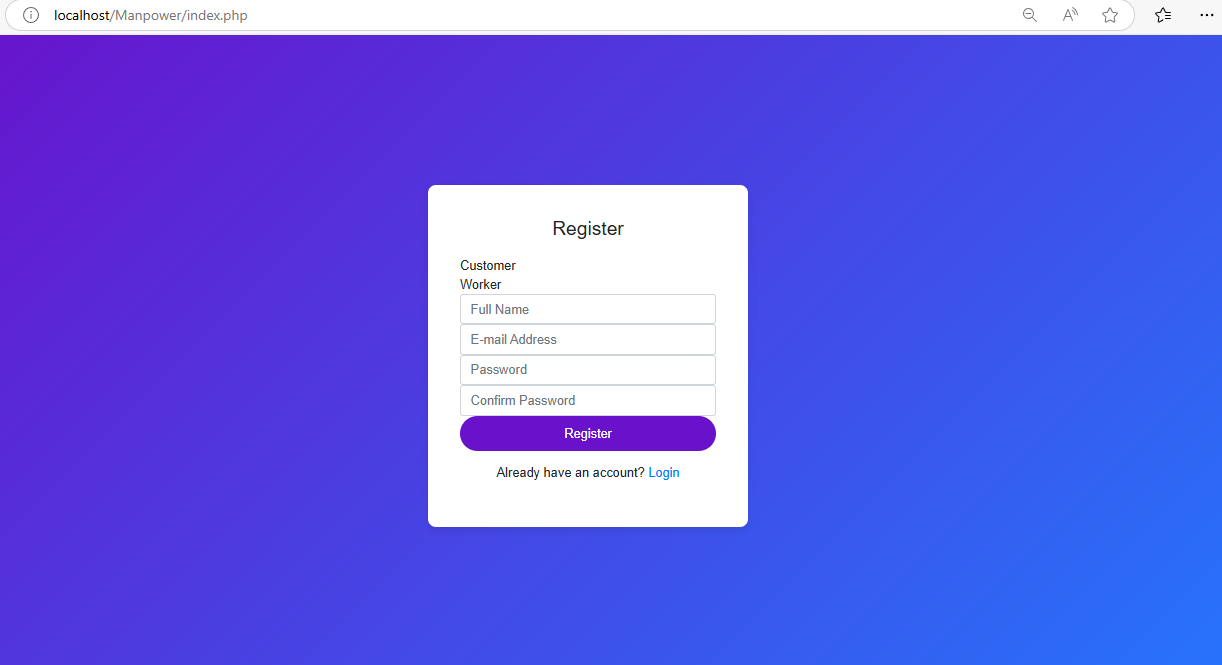 localhost/Manpower/index.php
Register
Customer
Worker
Full Name
E-mail Address
Password
Confirm Password
Register
Already have an account? Login